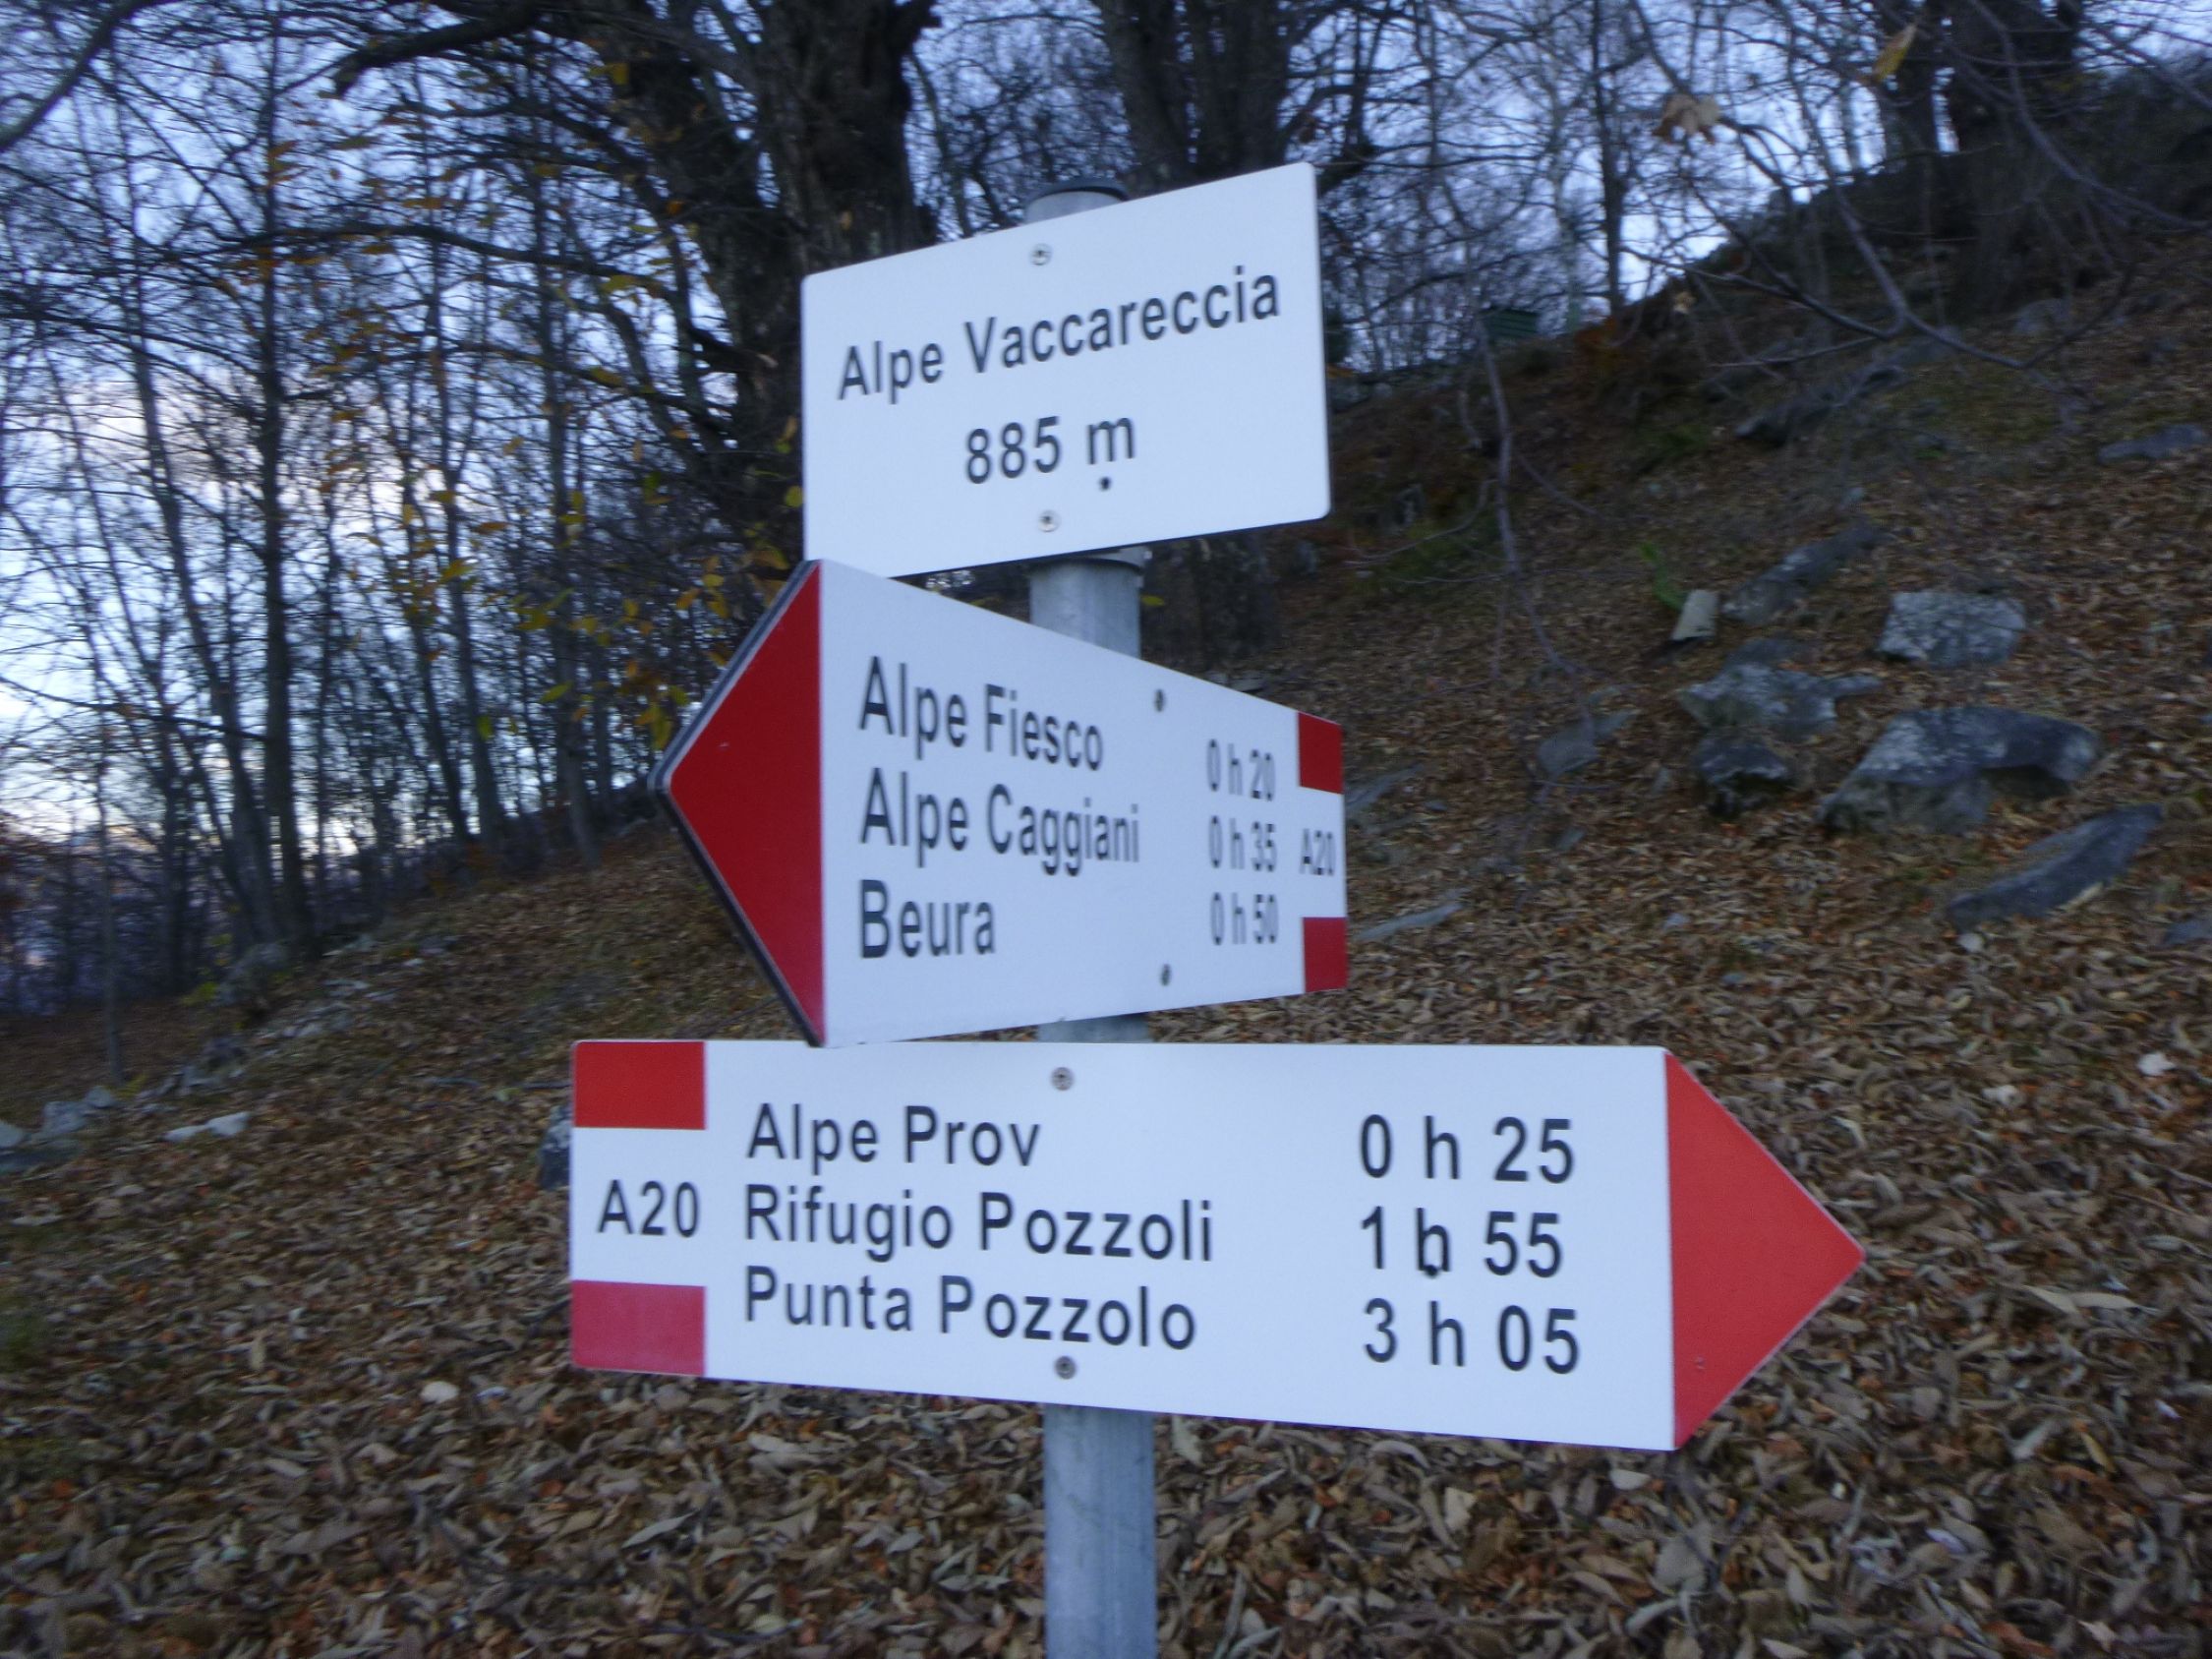 Alpe Vaccareccia
885 m
Alpe Fiesco 0 h 20
Alpe Caggiani 0 h 35 A20
Beura 0 h 50
Alpe Prov 0 h 25
A20 Rifugio Pozzoli 1 h 55
Punta Pozzolo 3 h 05